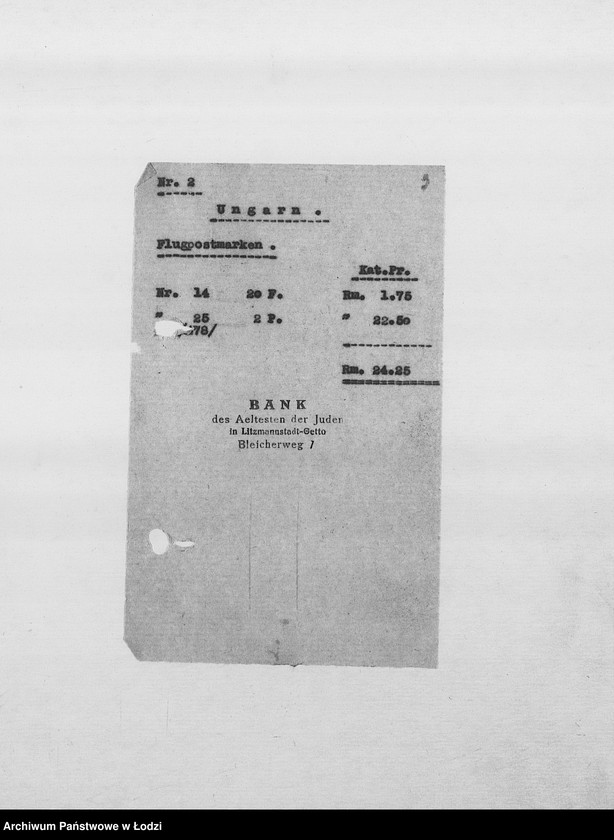 3
Nr. 2
Ungarn .
Flugpostmarken .
Kat.Pr.
Nr. 14 20 F. Rm. 1.75
" 25 2 P. " 22.50
78/
Rm. 24.25
BANK
des Aeltesten der Juden
in Litzmannstadt-Getto
Bleicherweg 7
Archiwum Państwowe w Łodzi